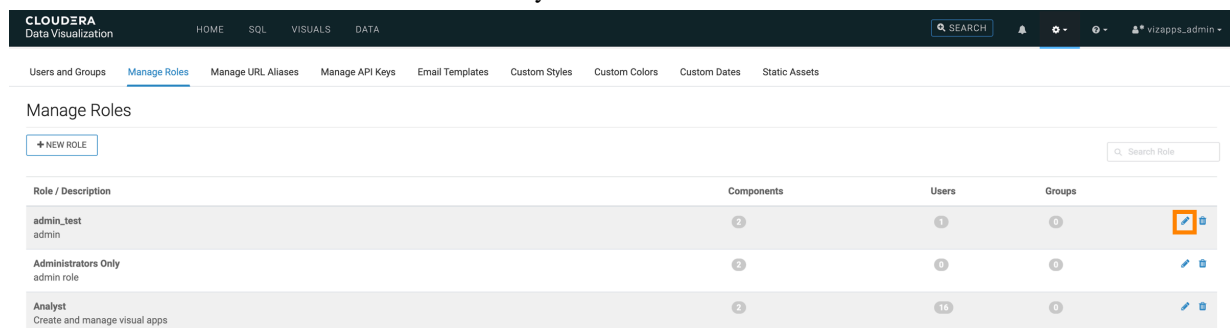 CLOUDERA
Data Visualization
HOME SQL VISUALS DATA
SEARCH
vizapps_admin
Users and Groups Manage Roles Manage URL Aliases Manage API Keys Email Templates Custom Styles Custom Colors Custom Dates Static Assets
Manage Roles
+ NEW ROLE
Search Role
Role / Description Components Users Groups
admin_test 2 1 0
admin
Administrators Only 2 0 0
admin role
Analyst 2 16 0
Create and manage visual apps